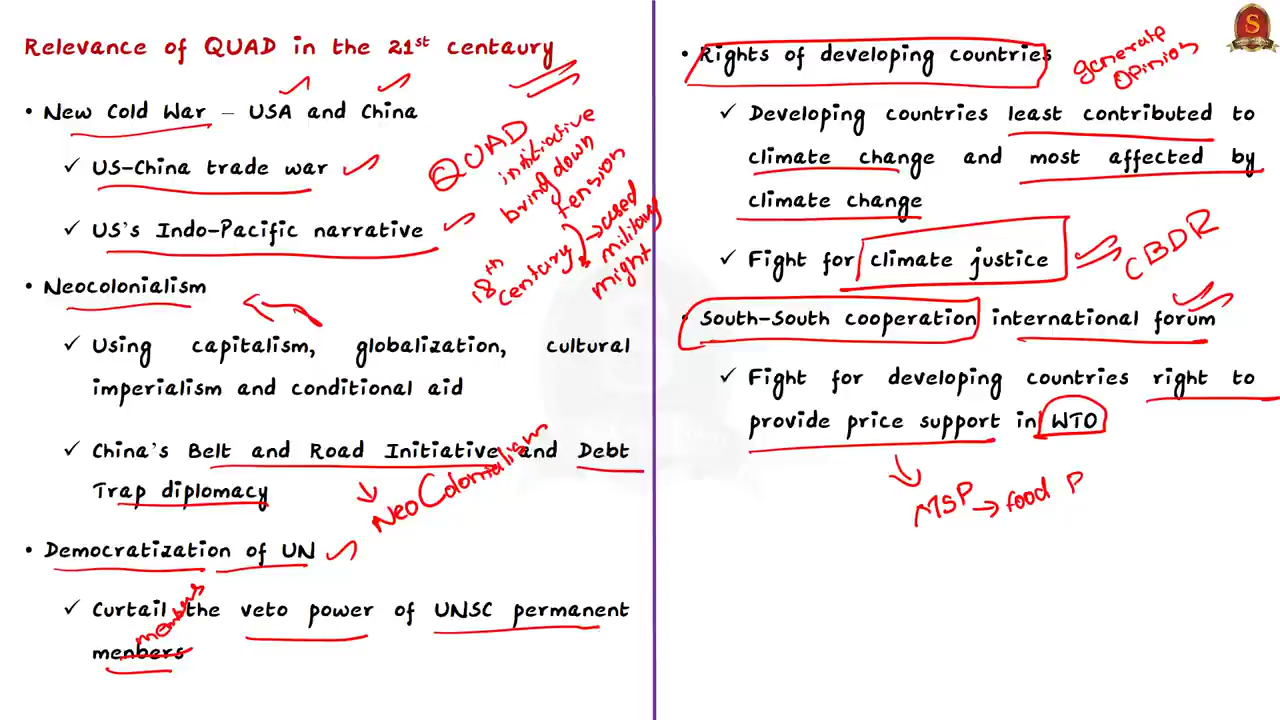 Relevance of QUAD in the 21st centaury
• New Cold War – USA and China
✓ US-China trade war
✓ US's Indo-Pacific narrative
QUAD
intitiative
bring down
tension
18th
century
→ used
military
might
• Neocolonialism
✓ Using capitalism, globalization, cultural
imperialism and conditional aid
✓ China's Belt and Road Initiative and Debt
Trap diplomacy
NeoColonialism
• Democratization of UN
✓ Curtail the veto power of UNSC permanent
members
menbers
• Rights of developing countries
generate
opinion
✓ Developing countries least contributed to
climate change and most affected by
climate change
✓ Fight for climate justice
CBDR
• South-South cooperation international forum
✓ Fight for developing countries right to
provide price support in WTO
MSP → food P
S